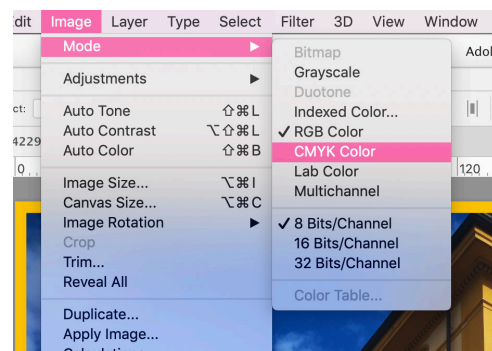 dit Image Layer Type Select Filter 3D View Window
Mode ▶
Adjustments ▶
Auto Tone ⇧⌘L
Auto Contrast ⌥⇧⌘L
Auto Color ⇧⌘B
Image Size... ⌥⌘I
Canvas Size... ⌥⌘C
Image Rotation ▶
Crop
Trim...
Reveal All
Duplicate...
Apply Image...
Bitmap
Grayscale
Duotone
Indexed Color...
✓ RGB Color
CMYK Color
Lab Color
Multichannel
✓ 8 Bits/Channel
16 Bits/Channel
32 Bits/Channel
Color Table...
ct:
4229
0
Ado
120